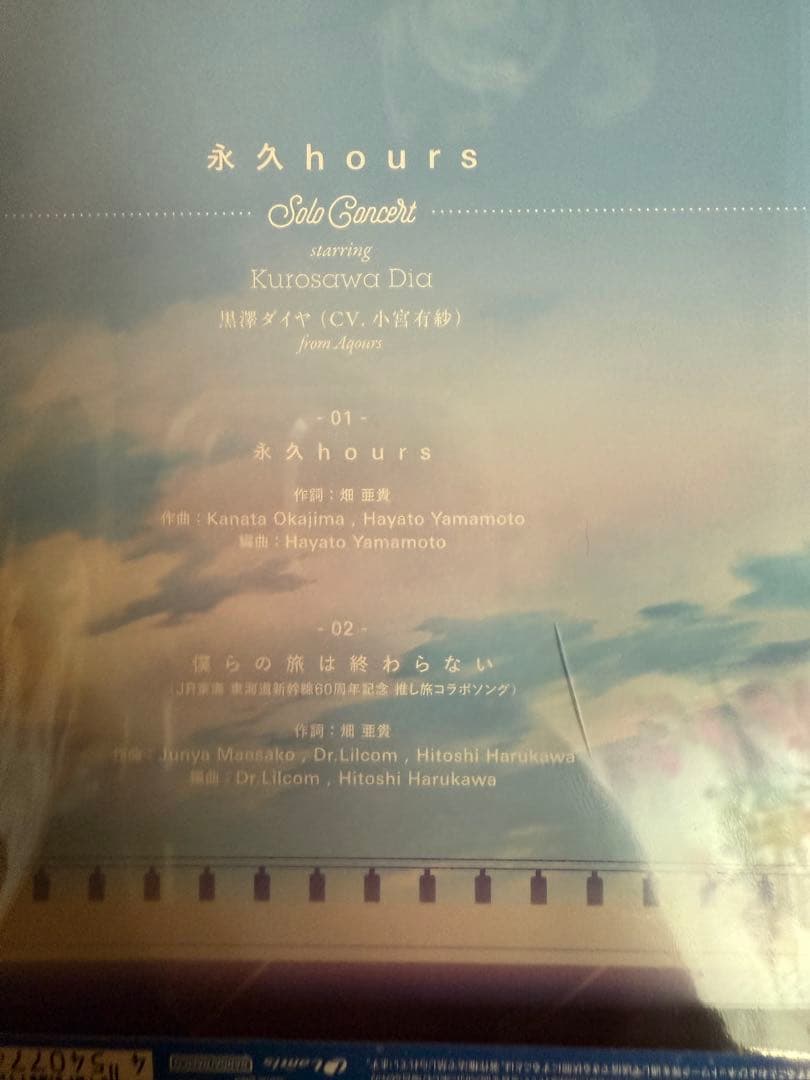 永久hours
Solo Concert
starring
Kurosawa Dia
黒澤ダイヤ（CV. 小宮有紗）
from Aqours
- 01 -
永久hours
作詞：畑 亜貴
作曲：Kanata Okajima , Hayato Yamamoto
編曲：Hayato Yamamoto
- 02 -
僕らの旅は終わらない
（JR東海 東海道新幹線60周年記念 推し旅コラボソング）
作詞：畑 亜貴
作曲：Junya Maesako , Dr.Lilcom , Hitoshi Harukawa
編曲：Dr.Lilcom , Hitoshi Harukawa
Lantis
4 54077